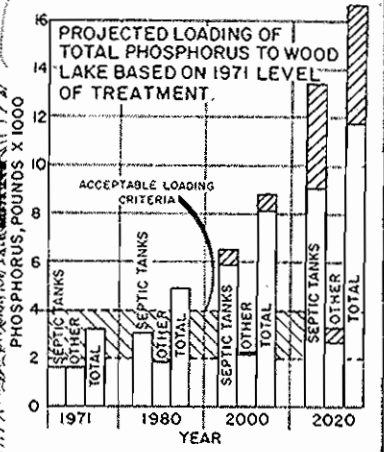 PROJECTED LOADING OF
TOTAL PHOSPHORUS TO WOOD
LAKE BASED ON 1971 LEVEL
OF TREATMENT.
PHOSPHORUS, POUNDS X 1000
16
14
12
10
8
6
4
2
0
ACCEPTABLE LOADING
CRITERIA
SEPTIC TANKS
OTHER
TOTAL
SEPTIC TANKS
OTHER
TOTAL
SEPTIC TANKS
OTHER
TOTAL
SEPTIC TANKS
OTHER
TOTAL
1971
1980
2000
2020
YEAR